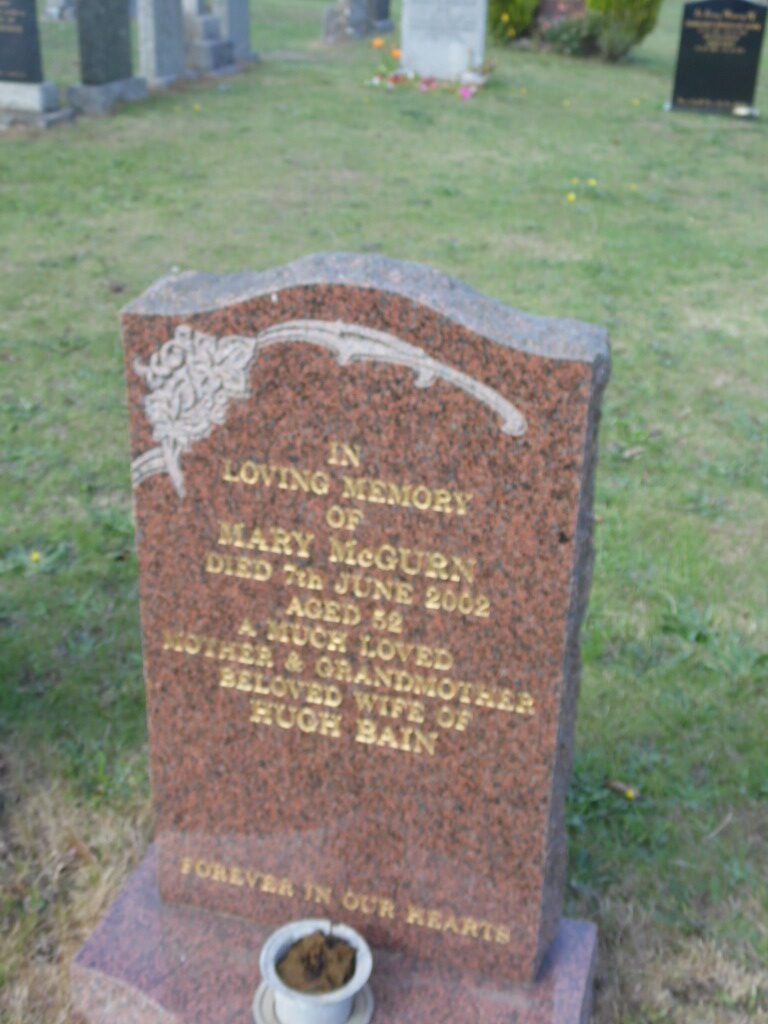 IN
LOVING MEMORY
OF
MARY McGURN
DIED 7th JUNE 2002
AGED 52
A MUCH LOVED
MOTHER & GRANDMOTHER
BELOVED WIFE OF
HUGH BAIN
FOREVER IN OUR HEARTS